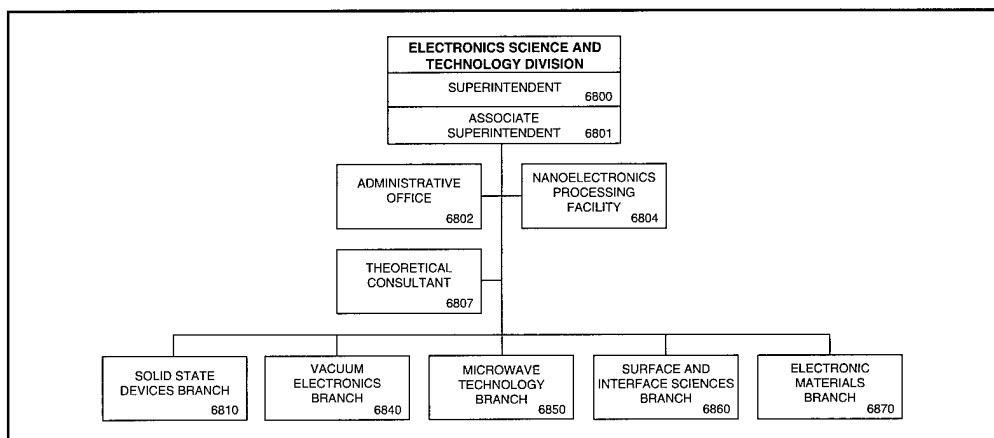 ELECTRONICS SCIENCE AND
TECHNOLOGY DIVISION
SUPERINTENDENT
6800
ASSOCIATE
SUPERINTENDENT
6801
ADMINISTRATIVE
OFFICE
6802
NANOELECTRONICS
PROCESSING
FACILITY
6804
THEORETICAL
CONSULTANT
6807
SOLID STATE
DEVICES BRANCH
6810
VACUUM
ELECTRONICS
BRANCH
6840
MICROWAVE
TECHNOLOGY
BRANCH
6850
SURFACE AND
INTERFACE SCIENCES
BRANCH
6860
ELECTRONIC
MATERIALS
BRANCH
6870